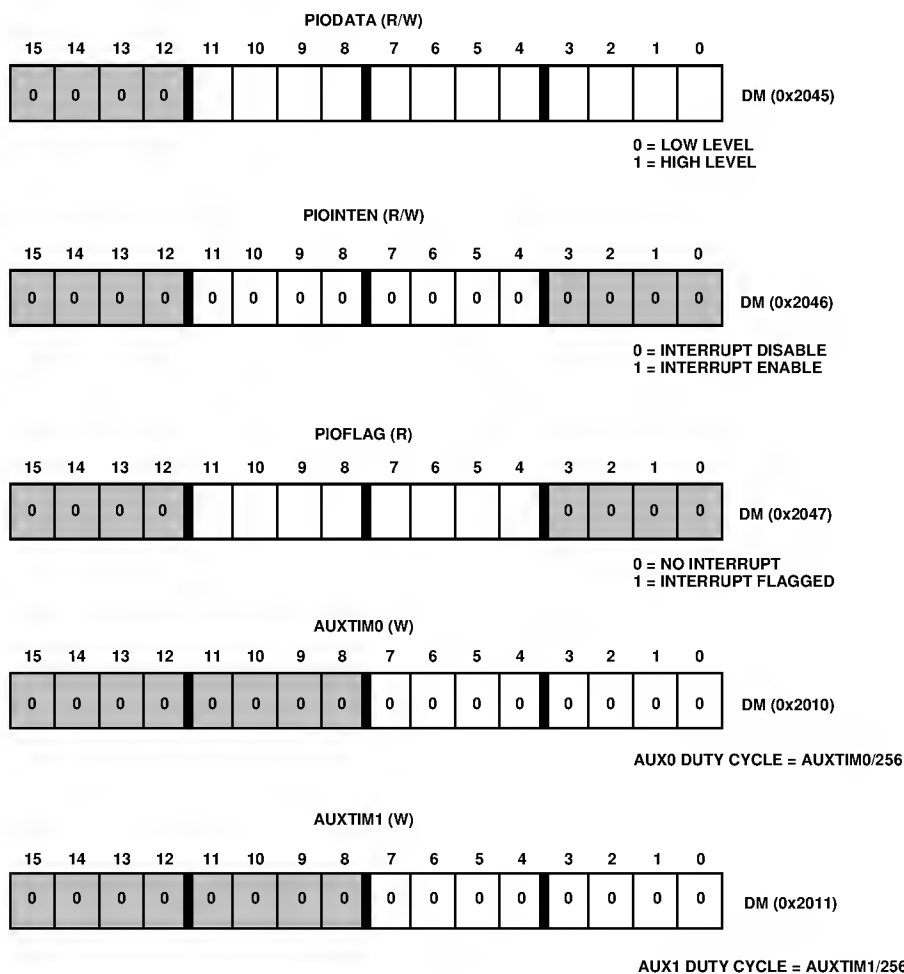 PIODATA (R/W)
15 14 13 12 11 10 9 8 7 6 5 4 3 2 1 0
0 0 0 0 DM (0x2045)
0 = LOW LEVEL
1 = HIGH LEVEL
PIOINTEN (R/W)
15 14 13 12 11 10 9 8 7 6 5 4 3 2 1 0
0 0 0 0 0 0 0 0 0 0 0 0 0 0 0 0 DM (0x2046)
0 = INTERRUPT DISABLE
1 = INTERRUPT ENABLE
PIOFLAG (R)
15 14 13 12 11 10 9 8 7 6 5 4 3 2 1 0
0 0 0 0 0 0 0 0 DM (0x2047)
0 = NO INTERRUPT
1 = INTERRUPT FLAGGED
AUXTIM0 (W)
15 14 13 12 11 10 9 8 7 6 5 4 3 2 1 0
0 0 0 0 0 0 0 0 0 0 0 0 0 0 0 0 DM (0x2010)
AUX0 DUTY CYCLE = AUXTIM0/256
AUXTIM1 (W)
15 14 13 12 11 10 9 8 7 6 5 4 3 2 1 0
0 0 0 0 0 0 0 0 0 0 0 0 0 0 0 0 DM (0x2011)
AUX1 DUTY CYCLE = AUXTIM1/256